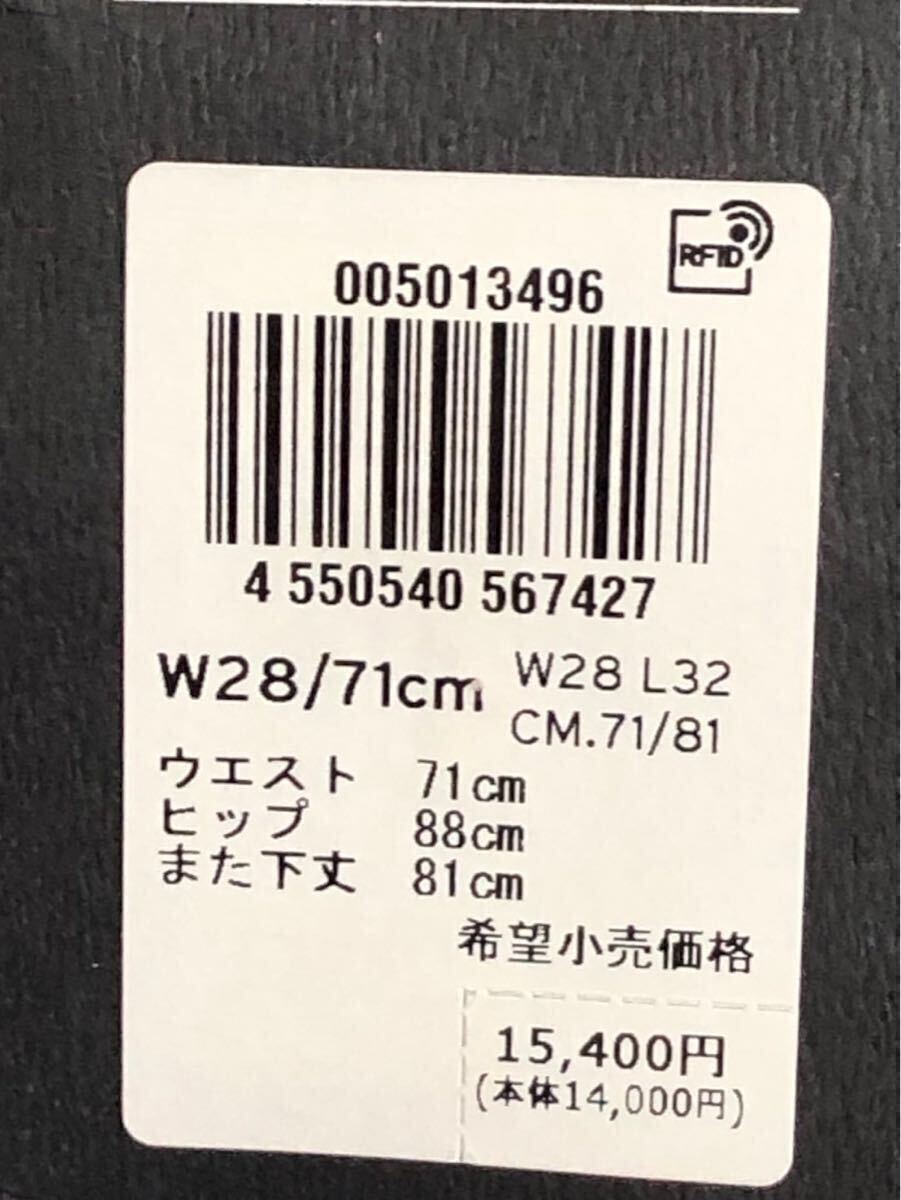 RFID
005013496
4 550540 567427
W28/71cm
W28 L32
CM.71/81
ウエスト 71cm
ヒップ 88cm
また下丈 81cm
希望小売価格
15,400円
(本体14,000円)